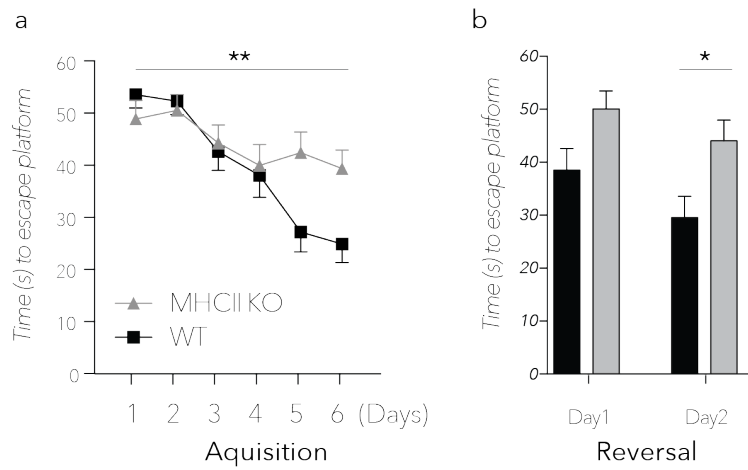 a
**
Time (s) to escape platform
60
50
40
30
20
10
0
MHCII KO
WT
1 2 3 4 5 6 (Days)
Aquisition
b
*
Time (s) to escape platform
60
50
40
30
20
10
0
Day1 Day2
Reversal